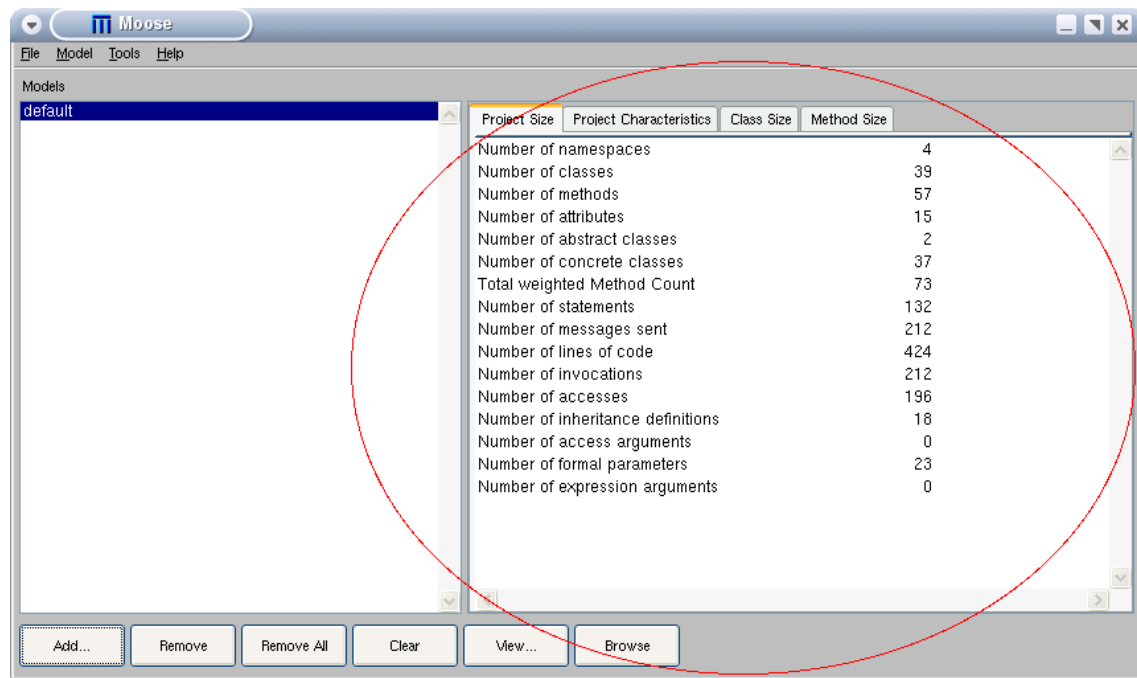 Moose
File Model Tools Help
Models
default
Project Size Project Characteristics Class Size Method Size
Number of namespaces 4
Number of classes 39
Number of methods 57
Number of attributes 15
Number of abstract classes 2
Number of concrete classes 37
Total weighted Method Count 73
Number of statements 132
Number of messages sent 212
Number of lines of code 424
Number of invocations 212
Number of accesses 196
Number of inheritance definitions 18
Number of access arguments 0
Number of formal parameters 23
Number of expression arguments 0
Add... Remove Remove All Clear View... Browse